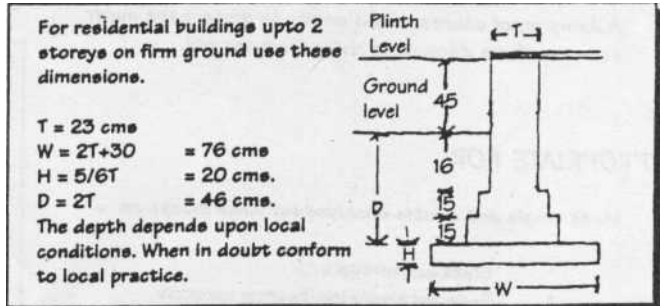 For residential buildings upto 2
storeys on firm ground use these
dimensions.
T = 23 cms
W = 2T+30 = 76 cms
H = 5/6T = 20 cms.
D = 2T = 46 cms.
The depth depends upon local
conditions. When in doubt conform
to local practice.
Plinth
Level
T
Ground
level
45
16
D
15
15
H
W